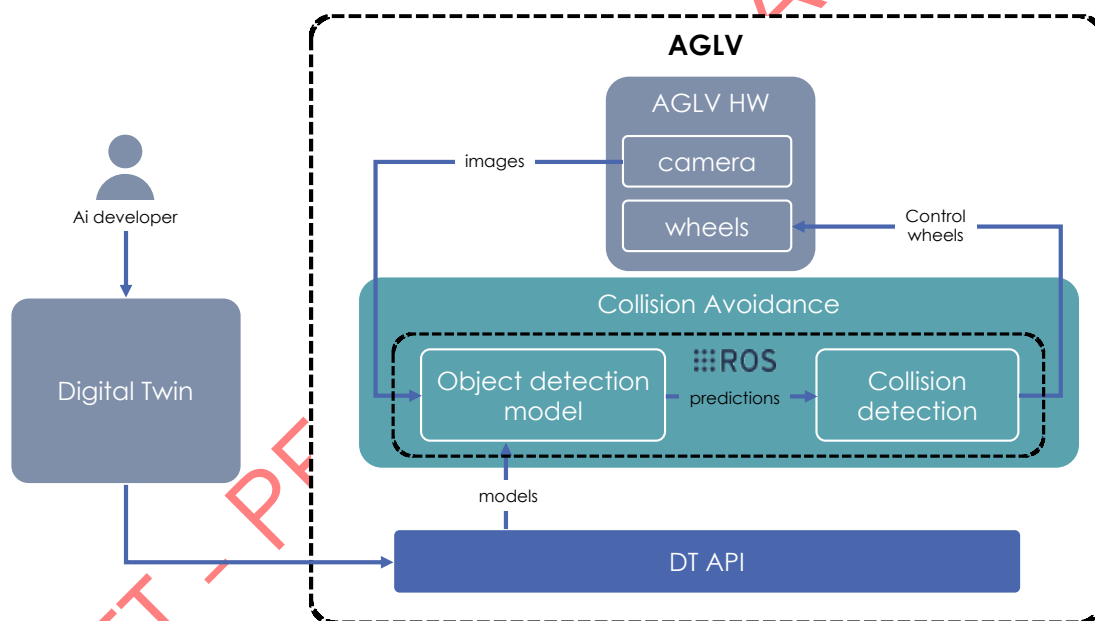 AGLV
AGLV HW
camera
images
wheels
Control
wheels
Ai developer
Collision Avoidance
Digital Twin
Object detection
model
ROS
predictions
Collision
detection
models
DT API